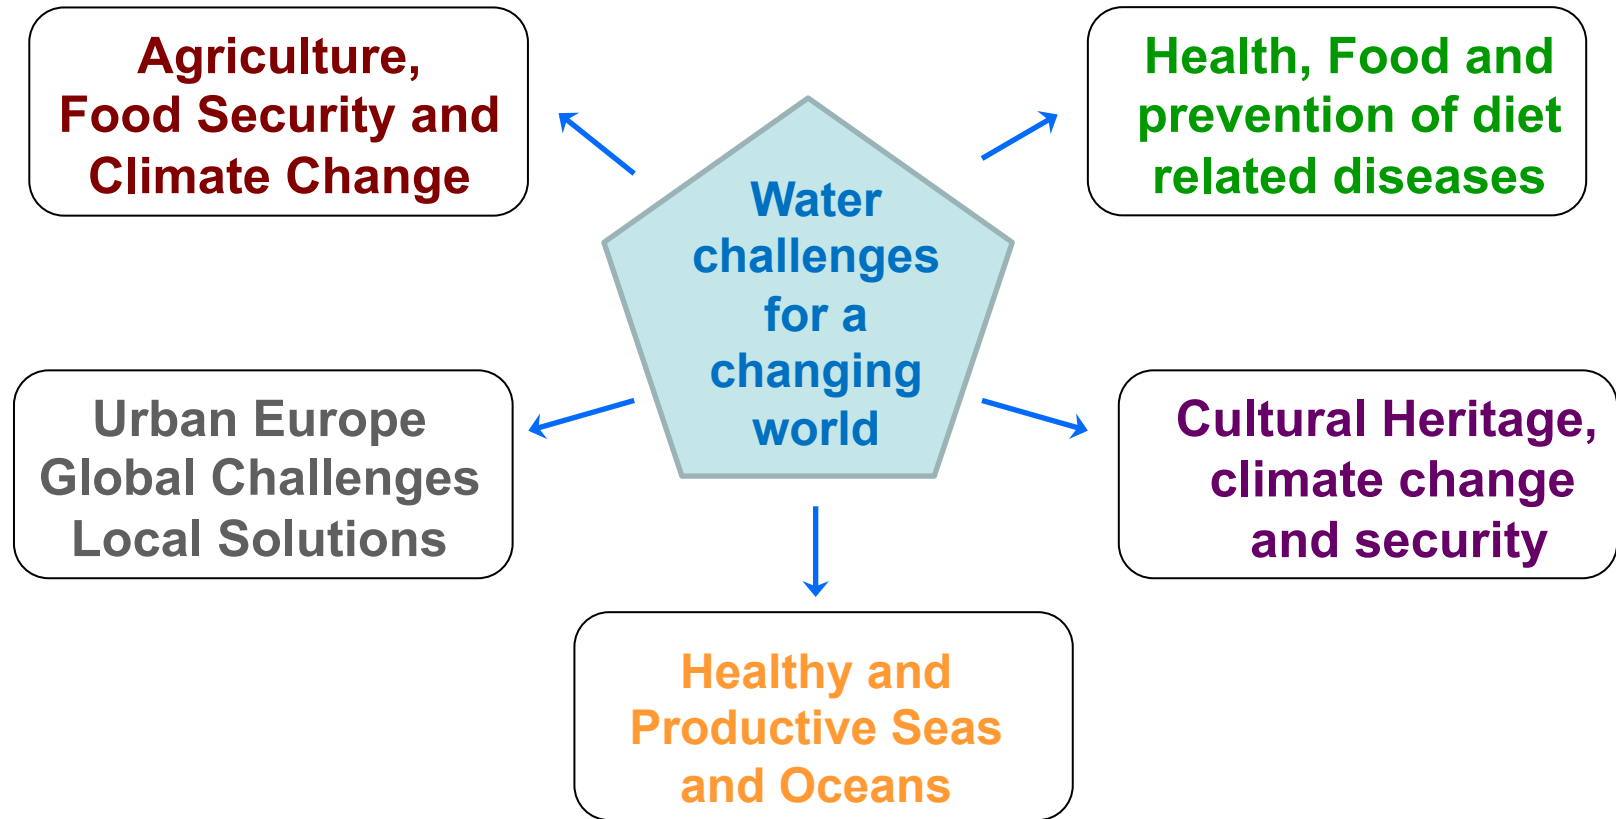 Agriculture,
Food Security and
Climate Change
Health, Food and
prevention of diet
related diseases
Water
challenges
for a
changing
world
Urban Europe
Global Challenges
Local Solutions
Cultural Heritage,
climate change
and security
Healthy and
Productive Seas
and Oceans